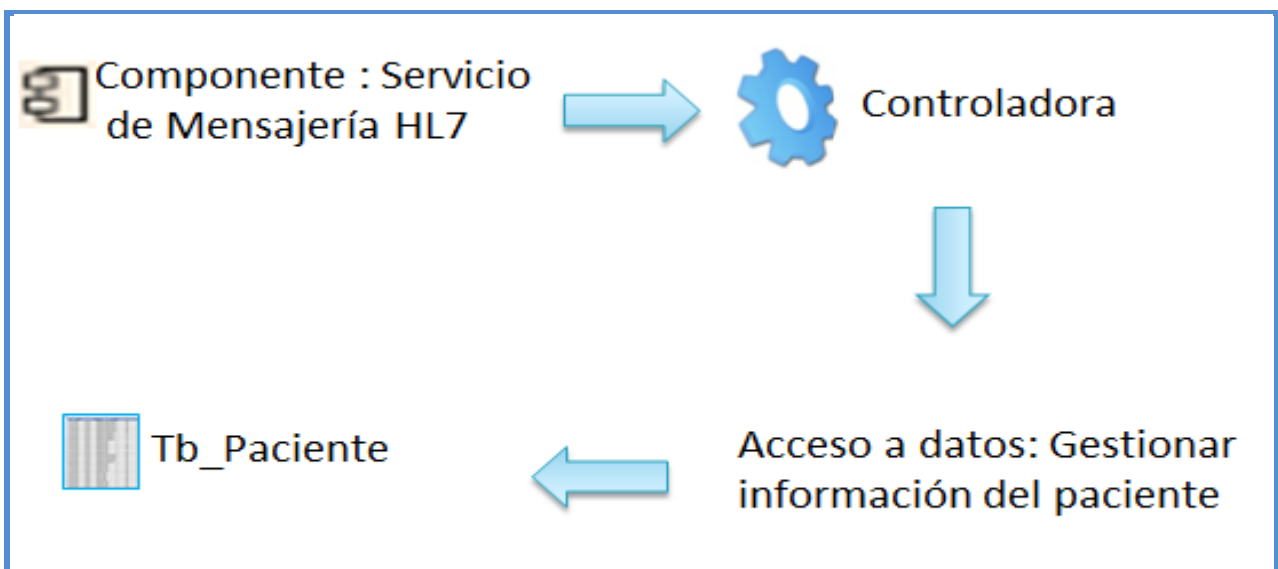 Componente : Servicio
de Mensajería HL7
Controladora
Tb_Paciente
Acceso a datos: Gestionar
información del paciente